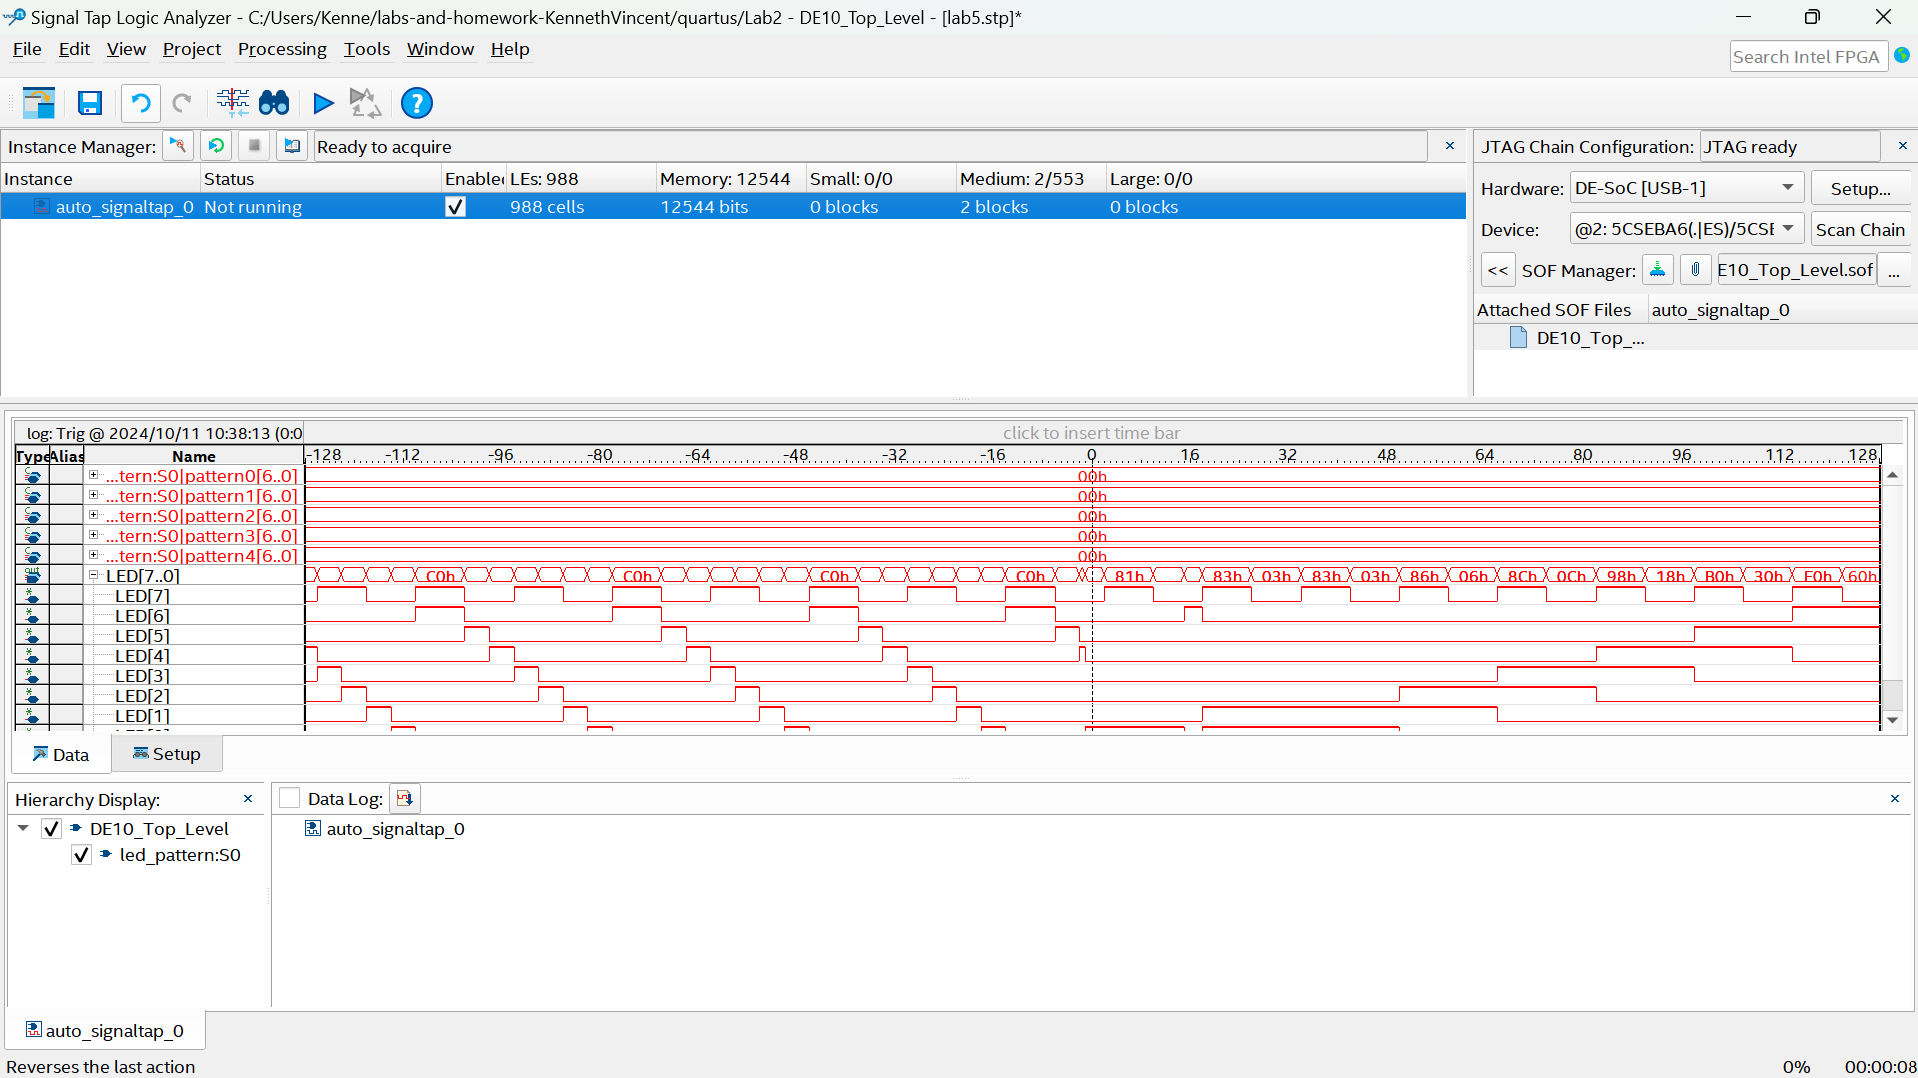 Signal Tap Logic Analyzer - C:/Users/Kenne/labs-and-homework-KennethVincent/quartus/Lab2 - DE10_Top_Level - [lab5.stp]*
File Edit View Project Processing Tools Window Help
Search Intel FPGA
Instance Manager: Ready to acquire
JTAG Chain Configuration: JTAG ready
Instance Status Enabled LEs: 988 Memory: 12544 Small: 0/0 Medium: 2/553 Large: 0/0
auto_signaltap_0 Not running 988 cells 12544 bits 0 blocks 2 blocks 0 blocks
Hardware: DE-SoC [USB-1] Setup...
Device: @2: 5CSEBA6(.|ES)/5CSE Scan Chain
<< SOF Manager: E10_Top_Level.sof ...
Attached SOF Files auto_signaltap_0
DE10_Top_...
log: Trig @ 2024/10/11 10:38:13 (0:0 click to insert time bar
Type Alias Name -128 -112 -96 -80 -64 -48 -32 -16 0 16 32 48 64 80 96 112 128
...tern:S0|pattern0[6..0] 00h
...tern:S0|pattern1[6..0] 00h
...tern:S0|pattern2[6..0] 00h
...tern:S0|pattern3[6..0] 00h
...tern:S0|pattern4[6..0] 00h
LED[7..0] C0h C0h C0h C0h 81h 83h 03h 83h 03h 86h 06h 8Ch 0Ch 98h 18h B0h 30h E0h 60h
LED[7]
LED[6]
LED[5]
LED[4]
LED[3]
LED[2]
LED[1]
Data Setup
Hierarchy Display:
DE10_Top_Level
led_pattern:S0
Data Log:
auto_signaltap_0
auto_signaltap_0
Reverses the last action 0% 00:00:08